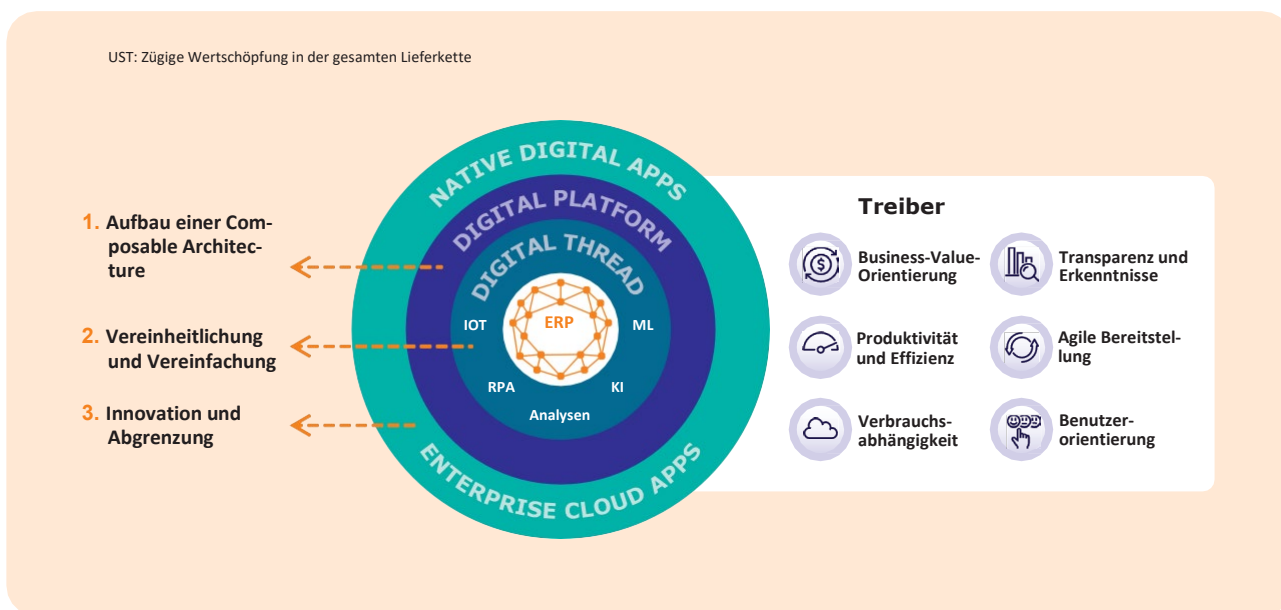 UST: Zügige Wertschöpfung in der gesamten Lieferkette
1. Aufbau einer Com-
posable Architec-
ture
2. Vereinheitlichung
und Vereinfachung
3. Innovation und
Abgrenzung
NATIVE DIGITAL APPS
DIGITAL PLATFORM
DIGITAL THREAD
IOT
ERP
ML
RPA
KI
Analysen
ENTERPRISE CLOUD APPS
Treiber
Business-Value-
Orientierung
Transparenz und
Erkenntnisse
Produktivität
und Effizienz
Agile Bereitstel-
lung
Verbrauchs-
abhängigkeit
Benutzer-
orientierung